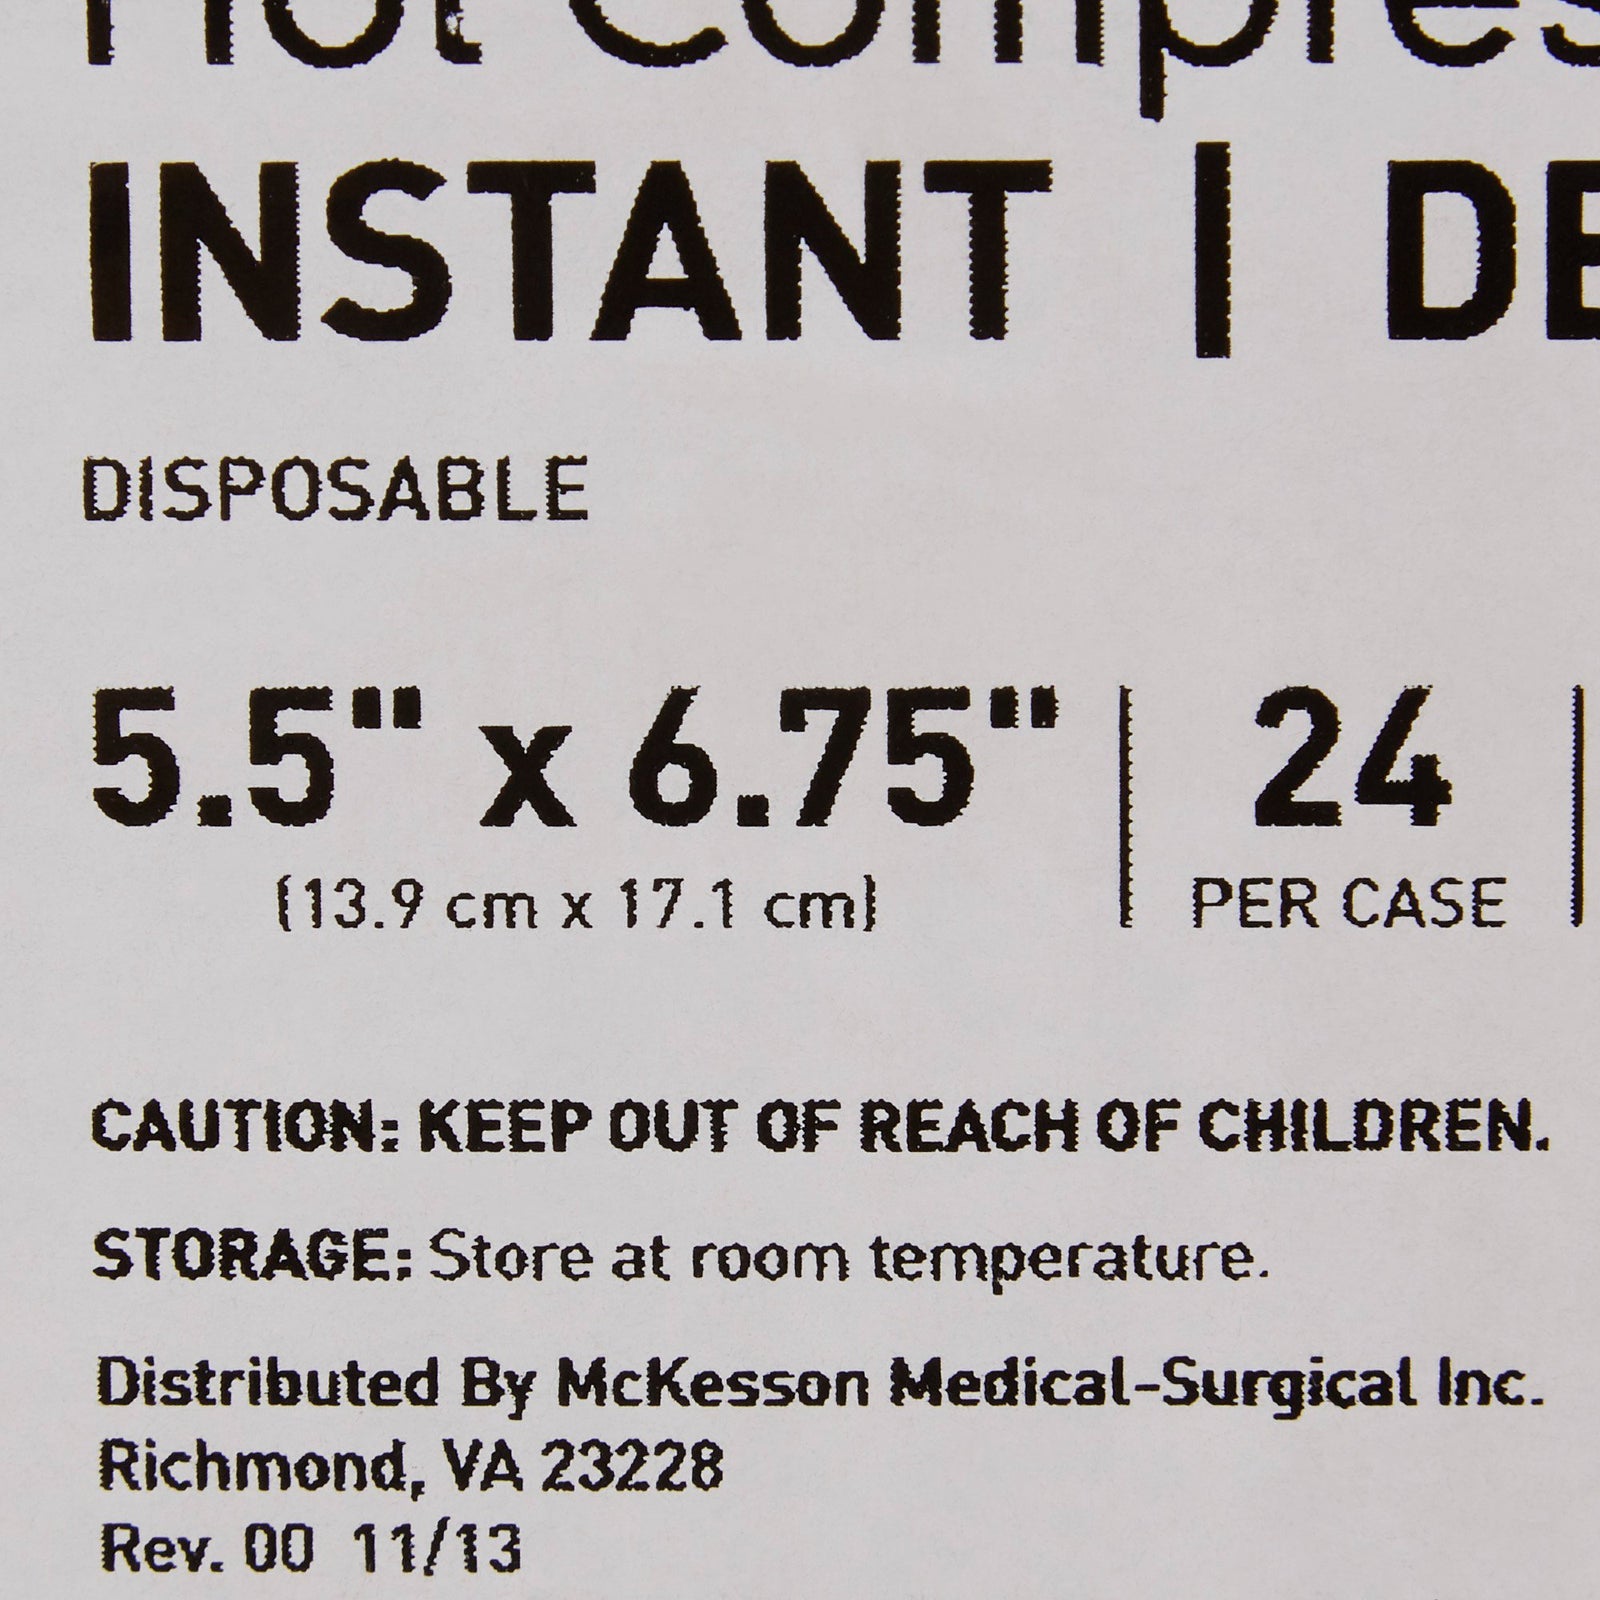 Hot
INSTANT |
DISPOSABLE
5.5" x 6.75" | 24 |
(13.9 cm x 17.1 cm) PER CASE
CAUTION: KEEP OUT OF REACH OF CHILDREN.
STORAGE: Store at room temperature.
Distributed By McKesson Medical-Surgical Inc.
Richmond, VA 23228
Rev. 00 11/13